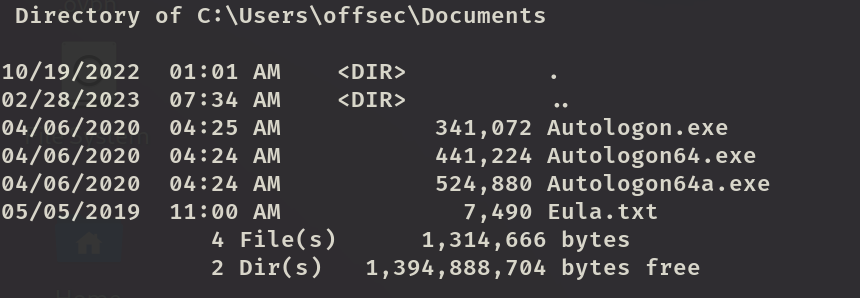 Directory of C:\Users\offsec\Documents
10/19/2022  01:01 AM    <DIR>          .
02/28/2023  07:34 AM    <DIR>          ..
04/06/2020  04:25 AM           341,072 Autologon.exe
04/06/2020  04:24 AM           441,224 Autologon64.exe
04/06/2020  04:24 AM           524,880 Autologon64a.exe
05/05/2019  11:00 AM             7,490 Eula.txt
               4 File(s)      1,314,666 bytes
               2 Dir(s)   1,394,888,704 bytes free